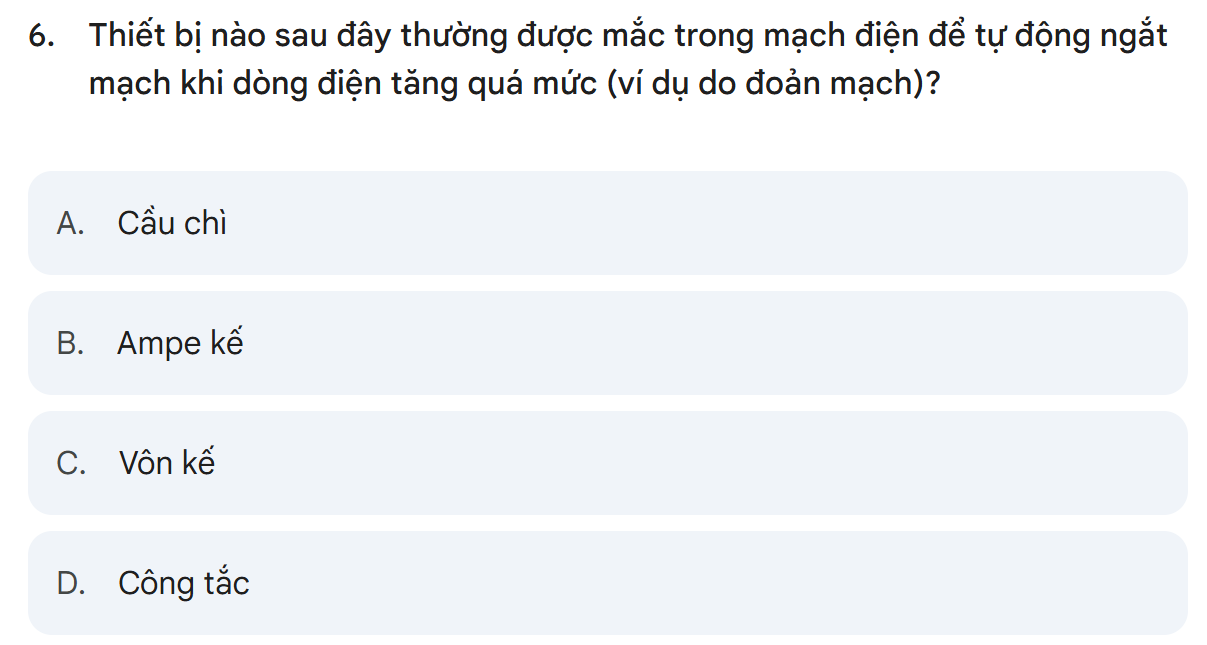 6. Thiết bị nào sau đây thường được mắc trong mạch điện để tự động ngắt
mạch khi dòng điện tăng quá mức (ví dụ do đoản mạch)?
A. Cầu chì
B. Ampe kế
C. Vôn kế
D. Công tắc